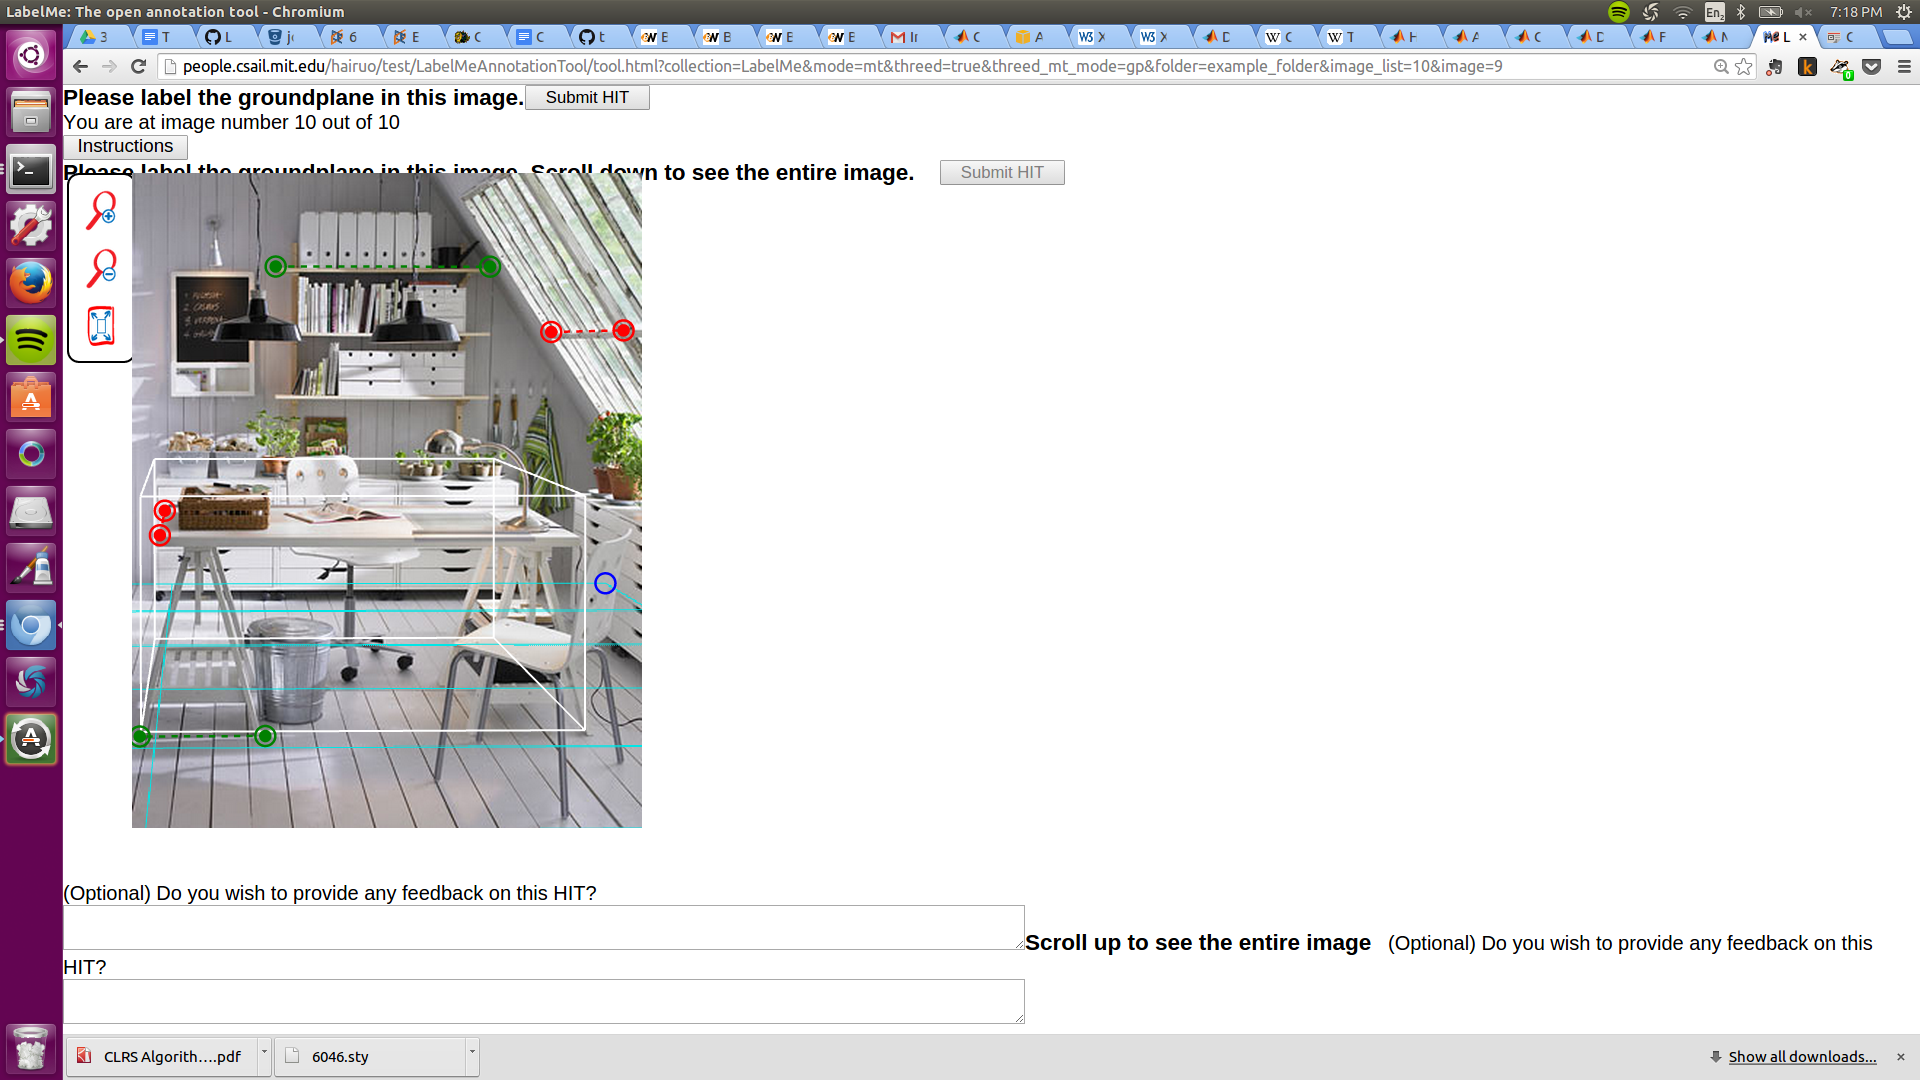 LabelMe: The open annotation tool - Chromium
En2
7:18 PM
3
T
L
j
6
E
C
C
t
E
B
E
E
Ir
C
A
X
X
D
C
T
H
A
C
D
F
N
L
C
people.csail.mit.edu/hairuo/test/LabelMeAnnotationTool/tool.html?collection=LabelMe&mode=mt&threed=true&threed_mt_mode=gp&folder=example_folder&image_list=10&image=9
Please label the groundplane in this image.
Submit HIT
You are at image number 10 out of 10
Instructions
Please label the groundplane in this image. Scroll down to see the entire image.
Submit HIT
(Optional) Do you wish to provide any feedback on this HIT?
Scroll up to see the entire image (Optional) Do you wish to provide any feedback on this
HIT?
CLRS Algorith....pdf
6046.sty
Show all downloads...